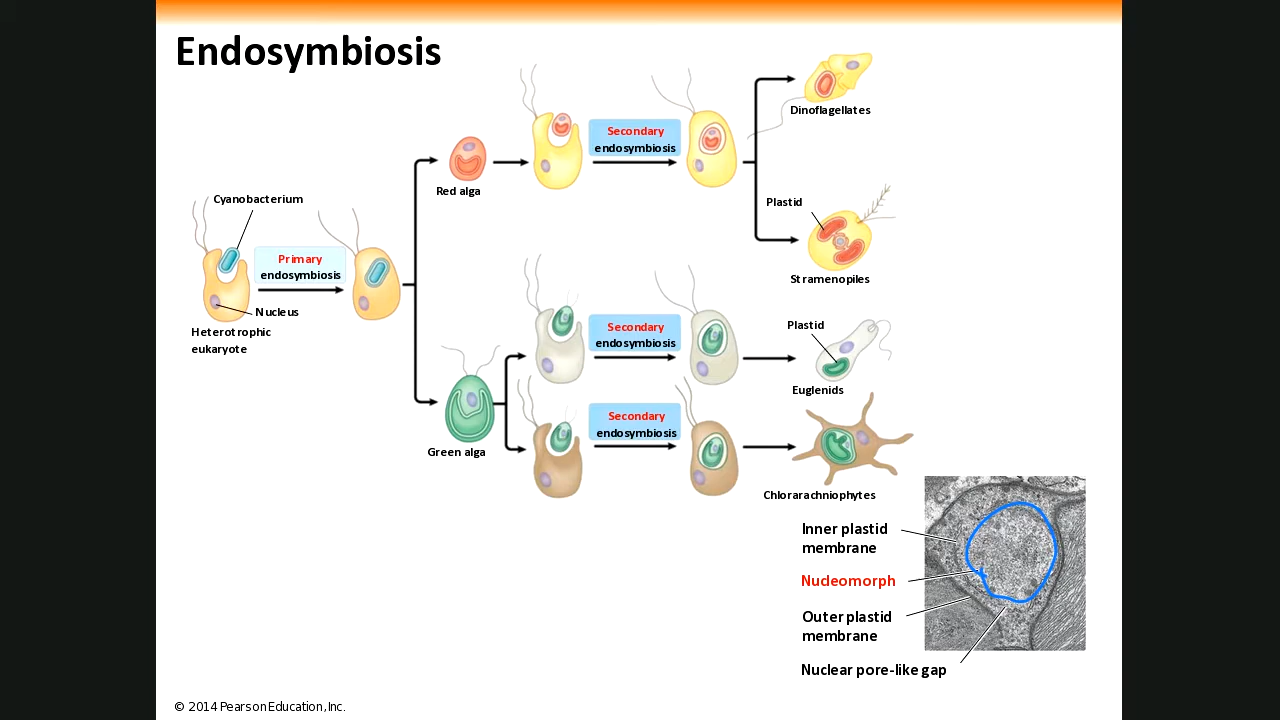 Endosymbiosis
Dinoflagellates
Secondary
endosymbiosis
Red alga
Cyanobacterium
Plastid
Primary
endosymbiosis
Stramenopiles
Nucleus
Heterotrophic
eukaryote
Secondary
endosymbiosis
Plastid
Euglenids
Secondary
endosymbiosis
Green alga
Chlorarachniophytes
Inner plastid
membrane
Nucleomorph
Outer plastid
membrane
Nuclear pore-like gap
© 2014 Pearson Education, Inc.